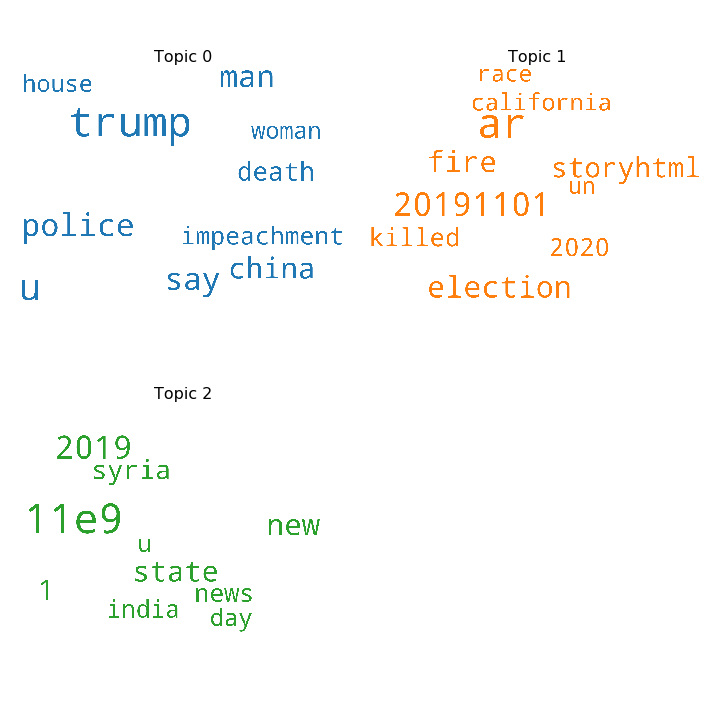 Topic 0
house
man
trump
woman
death
police
impeachment
u
say
china
Topic 1
race
california
ar
fire
storyhtml
un
20191101
killed
2020
election
Topic 2
2019
syria
11e9
new
u
state
1
news
india
day